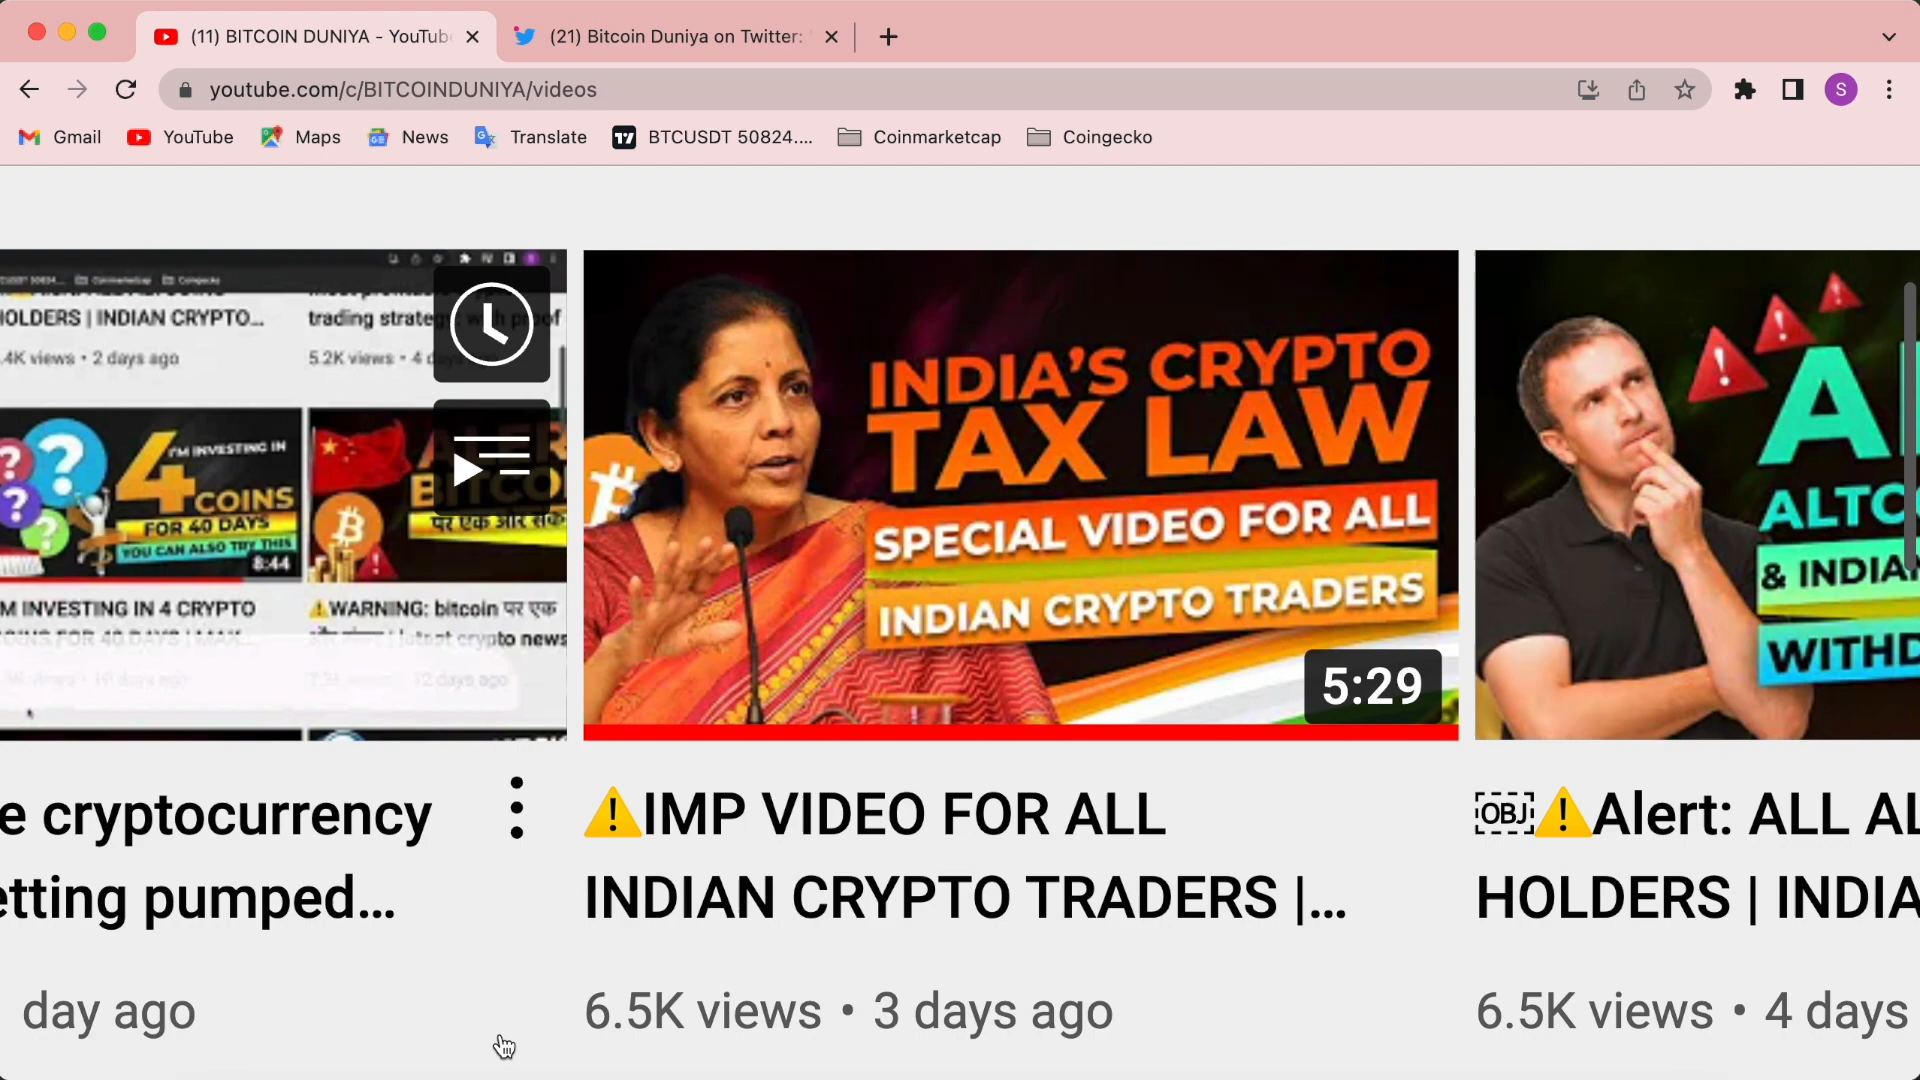 (11) BITCOIN DUNIYA - YouTub
(21) Bitcoin Duniya on Twitter:
youtube.com/c/BITCOINDUNIYA/videos
S
Gmail
YouTube
Maps
News
Translate
BTCUSDT 50824....
Coinmarketcap
Coingecko
HOLDERS | INDIAN CRYPTO...
.4K views • 2 days ago
trading strategy
5.2K views • 4 d
4
I'M INVESTING IN
COINS
FOR 40 DAYS
YOU CAN ALSO TRY THIS
8:44
पर एक और
M INVESTING IN 4 CRYPTO
⚠WARNING: bitcoin पर एक
latest crypto news
INDIA'S CRYPTO
TAX LAW
SPECIAL VIDEO FOR ALL
INDIAN CRYPTO TRADERS
5:29
A
ALTC
& INDIA
WITHD
e cryptocurrency
etting pumped...
day ago
⚠IMP VIDEO FOR ALL
INDIAN CRYPTO TRADERS |...
6.5K views • 3 days ago
OBJ⚠Alert: ALL AL
HOLDERS | INDIA
6.5K views • 4 days